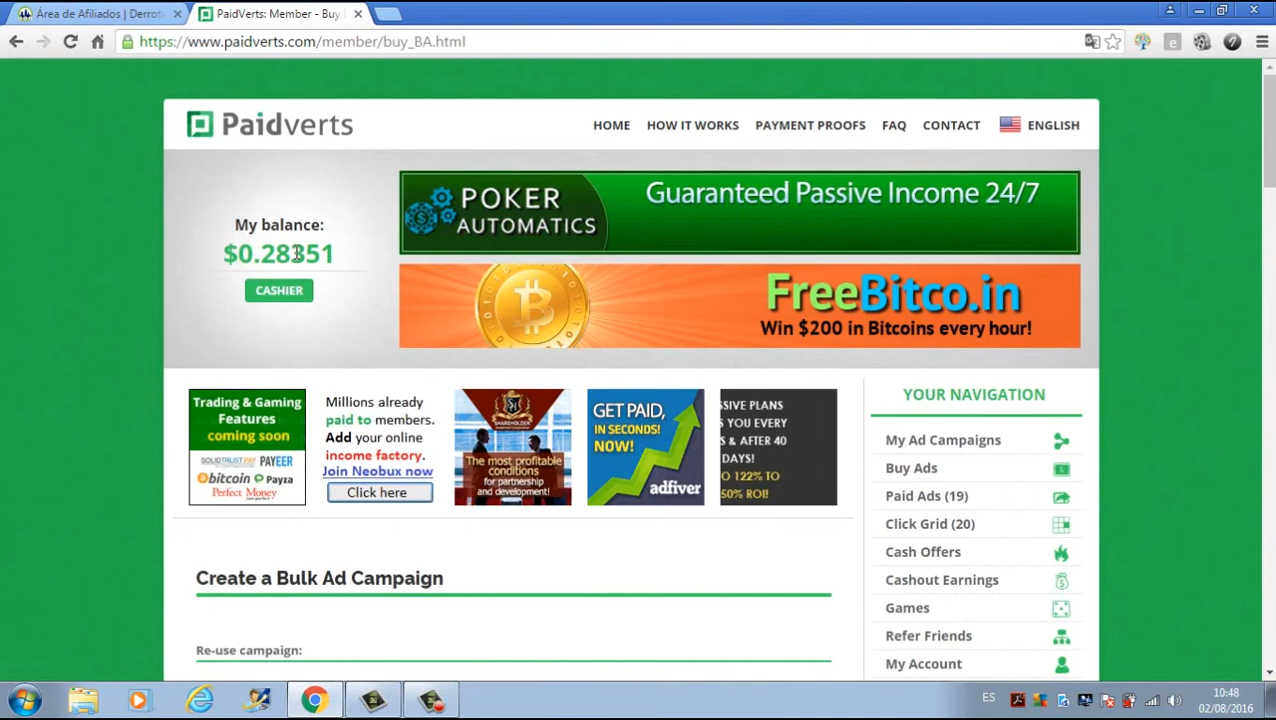 Área de Afiliados | Derrota
PaidVerts: Member - Buy
https://www.paidverts.com/member/buy_BA.html
Paidverts
HOME
HOW IT WORKS
PAYMENT PROOFS
FAQ
CONTACT
ENGLISH
My balance:
$0.28351
CASHIER
POKER
AUTOMATICS
Guaranteed Passive Income 24/7
FreeBitco.in
Win $200 in Bitcoins every hour!
Trading & Gaming
Features
coming soon
SOLIDTRUSTPAY PAYEER
bitcoin Payza
Perfect Money
Millions already
paid to members.
Add your online
income factory.
Join Neobux now
Click here
SHAREHOLDER
The most profitable
conditions for
partnership
and development!
GET PAID,
IN SECONDS!
NOW!
adfiver
SSIVE PLANS
S YOU EVERY
S & AFTER 40
DAYS!
O 122% TO
50% ROI!
YOUR NAVIGATION
My Ad Campaigns
Buy Ads
Paid Ads (19)
Click Grid (20)
Cash Offers
Cashout Earnings
Games
Refer Friends
My Account
Create a Bulk Ad Campaign
Re-use campaign:
ES
10:48
02/08/2016